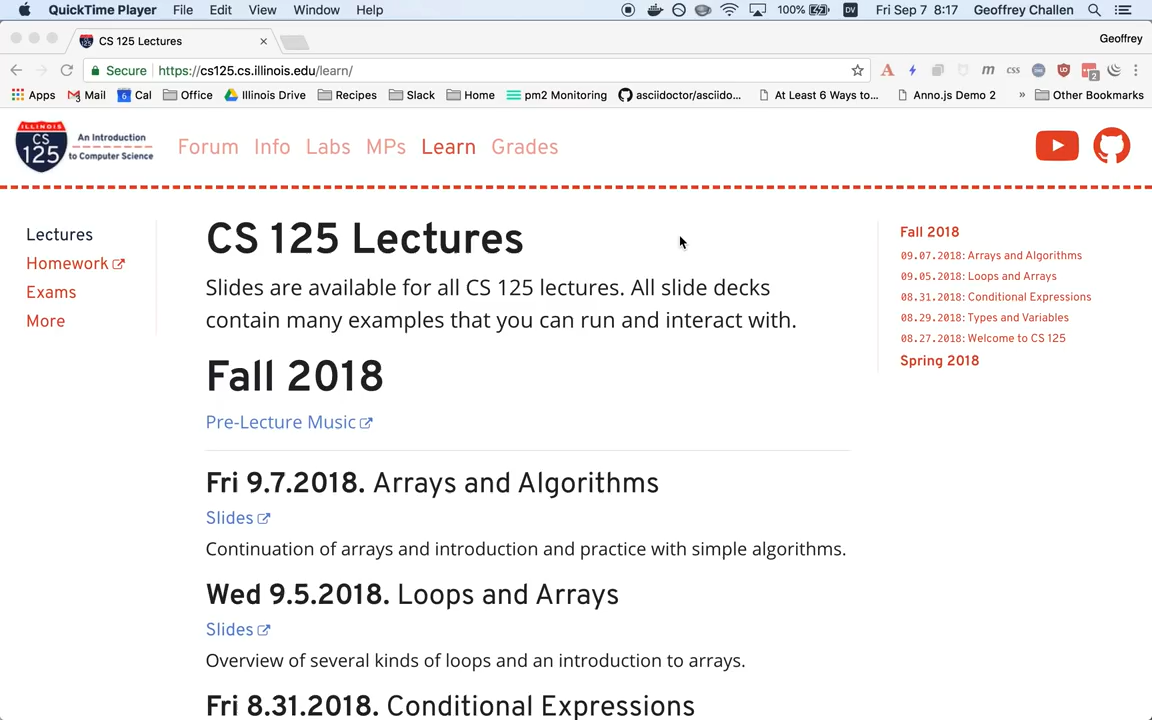 QuickTime Player File Edit View Window Help 100% DV Fri Sep 7 8:17 Geoffrey Challen
CS 125 Lectures
Geoffrey
Secure https://cs125.cs.illinois.edu/learn/
Apps Mail Cal Office Illinois Drive Recipes Slack Home pm2 Monitoring asciidoctor/asciido... At Least 6 Ways to... Anno.js Demo 2 » Other Bookmarks
ILLINOIS
CS
125
An Introduction
to Computer Science
Forum Info Labs MPs Learn Grades
Lectures
Homework
Exams
More
CS 125 Lectures
Slides are available for all CS 125 lectures. All slide decks
contain many examples that you can run and interact with.
Fall 2018
Pre-Lecture Music
Fri 9.7.2018. Arrays and Algorithms
Slides
Continuation of arrays and introduction and practice with simple algorithms.
Wed 9.5.2018. Loops and Arrays
Slides
Overview of several kinds of loops and an introduction to arrays.
Fri 8.31.2018. Conditional Expressions
Fall 2018
09.07.2018: Arrays and Algorithms
09.05.2018: Loops and Arrays
08.31.2018: Conditional Expressions
08.29.2018: Types and Variables
08.27.2018: Welcome to CS 125
Spring 2018